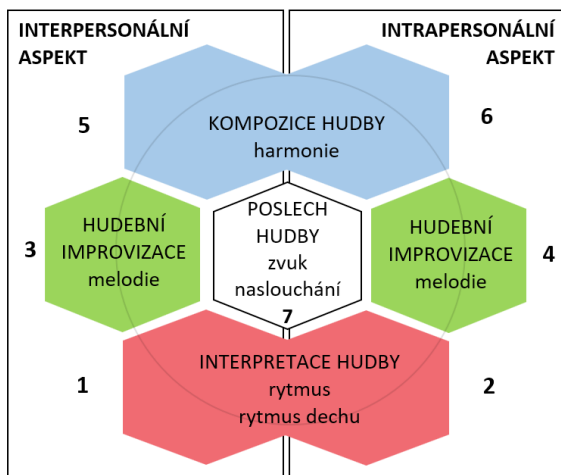 INTERPERSONÁLNÍ
ASPEKT
INTRAPERSONÁLNÍ
ASPEKT
5
6
KOMPOZICE HUDBY
harmonie
3
HUDEBNÍ
IMPROVIZACE
melodie
POSLECH
HUDBY
zvuk
naslouchání
7
HUDEBNÍ
IMPROVIZACE
melodie
4
1
INTERPRETACE HUDBY
rytmus
rytmus dechu
2